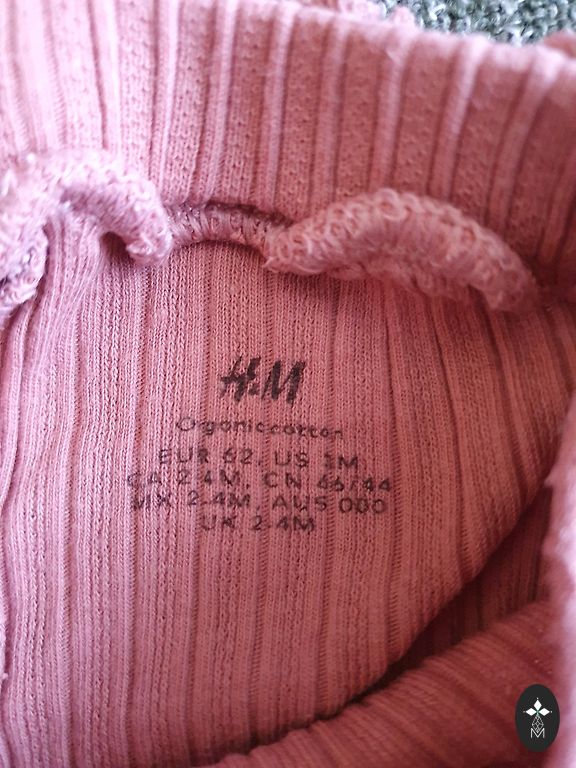 H&M
Organic cotton
EUR 62, US 3M
CA 2-4M, CN 66/44
MX 2-4M, AUS 000
UK 2-4M
M